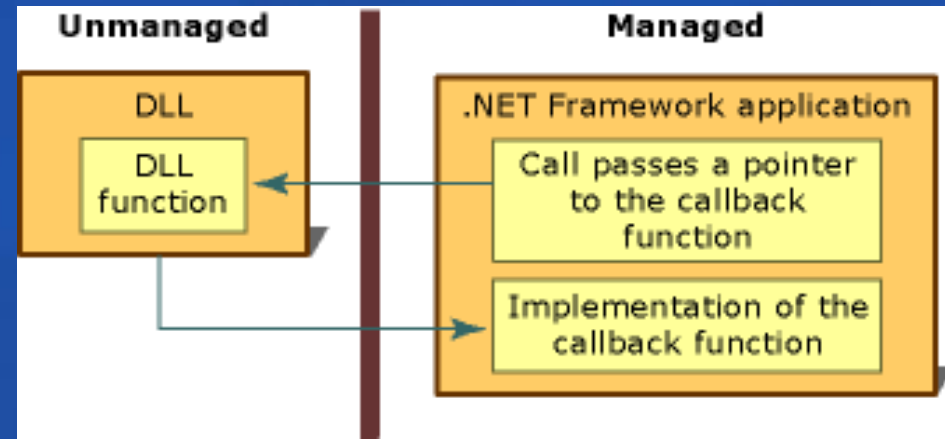 Unmanaged
Managed
DLL
DLL
function
.NET Framework application
Call passes a pointer
to the callback
function
Implementation of the
callback function